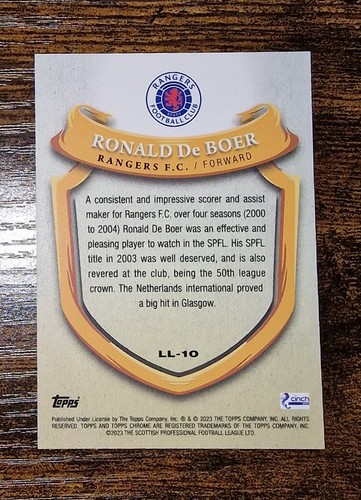 RANGERS
FOOTBALL CLUB
READY
RONALD De BOER
RANGERS F.C. / FORWARD
A consistent and impressive scorer and assist
maker for Rangers F.C. over four seasons (2000
to 2004) Ronald De Boer was an effective and
pleasing player to watch in the SPFL. His SPFL
title in 2003 was well deserved, and is also
revered at the club, being the 50th league
crown. The Netherlands international proved
a big hit in Glasgow.
LL-10
Topps
cinch
Published Under License by The Topps Company, Inc. ® & © 2023 THE TOPPS COMPANY, INC. ALL RIGHTS
RESERVED. TOPPS AND TOPPS CHROME ARE REGISTERED TRADEMARKS OF THE TOPPS COMPANY, INC.
©2023 THE SCOTTISH PROFESSIONAL FOOTBALL LEAGUE LTD.